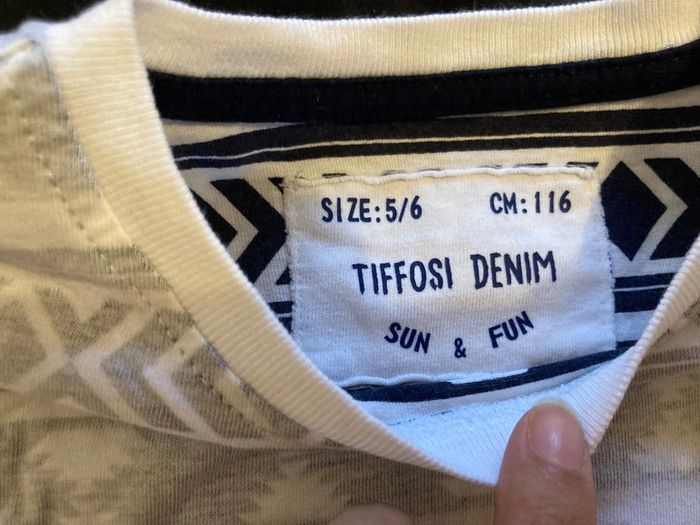 SIZE:5/6 CM:116
TIFFOSI DENIM
SUN & FUN